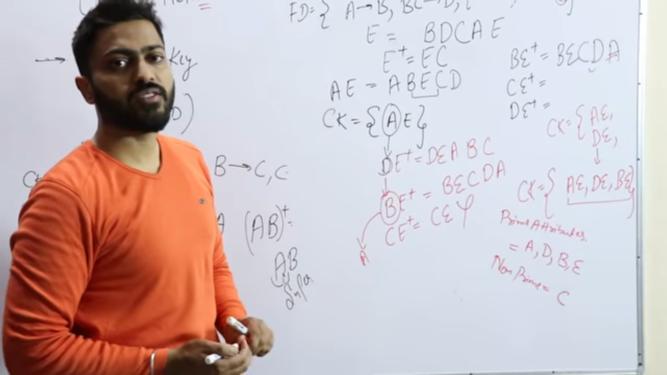 Key
B→C, C
(AB)⁺
AB
FD={ A→B, BC→D, {
E = BDCAE
E⁺ = EC
AE = ABECD
CK={AE}
DE⁺=DEABC
BE⁺ = BECDA
CE⁺ = CE
A
BE⁺= BECDA
CE⁺=
DE⁺=
CK={AE,
DE,
CK={ AE, DE, BE}
Prime Attributes
= A, D, B, E
Non Prime = C